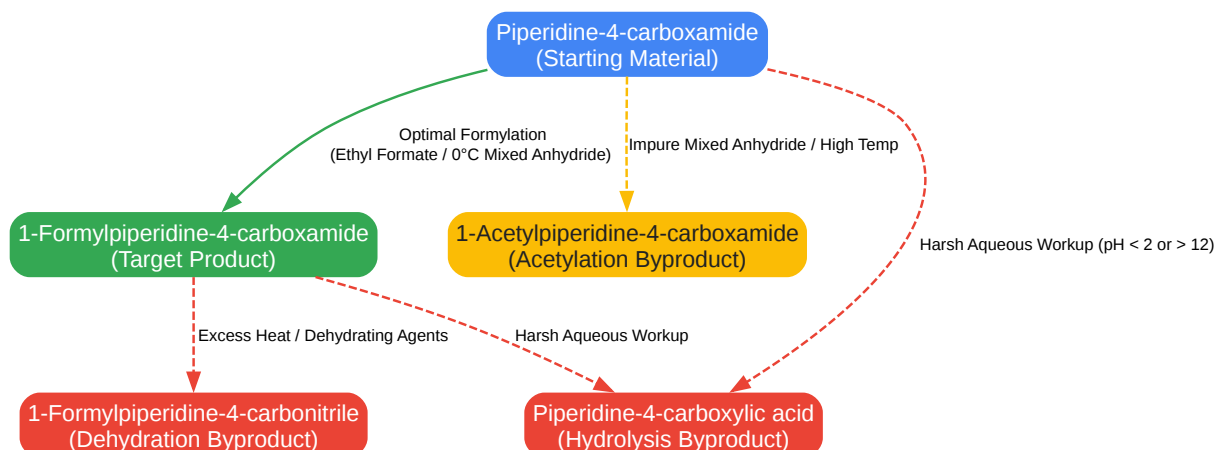 Piperidine-4-carboxamide
(Starting Material)
Optimal Formylation
(Ethyl Formate / 0°C Mixed Anhydride)
Impure Mixed Anhydride / High Temp
1-Formylpiperidine-4-carboxamide
(Target Product)
1-Acetylpiperidine-4-carboxamide
(Acetylation Byproduct)
Harsh Aqueous Workup (pH < 2 or > 12)
Excess Heat / Dehydrating Agents
Harsh Aqueous Workup
1-Formylpiperidine-4-carbonitrile
(Dehydration Byproduct)
Piperidine-4-carboxylic acid
(Hydrolysis Byproduct)